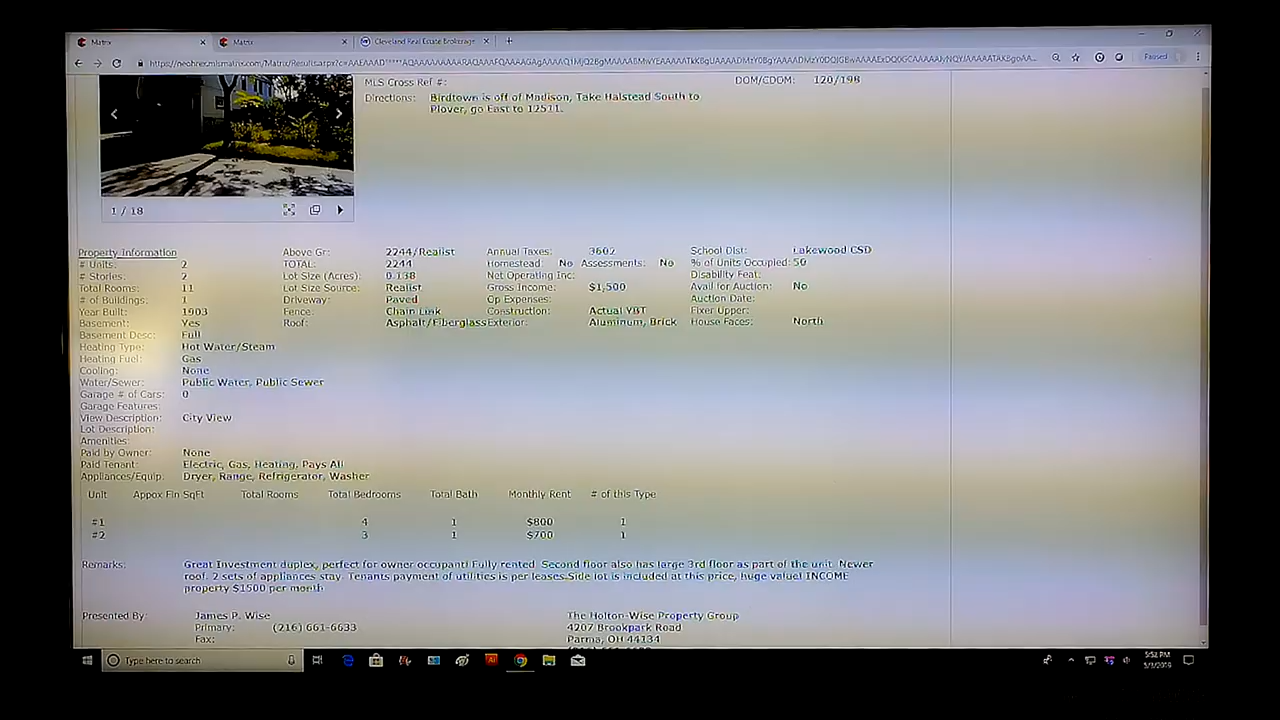 Matrix
Matrix
Cleveland Real Estate Brokerage
Paused
MLS Cross Ref #:
DOM/CDOM: 120/198
Directions: Birdtown is off of Madison, Take Halstead South to
Plover, go East to 12511.
1 / 18
Property Information Above Gr: 2244/Realist Annual Taxes: 3602 School Dist: Lakewood CSD
# Units: 2 TOTAL: 2244 Homestead No Assessments: No % of Units Occupied: 50
# Stories: 2 Lot Size (Acres): 0.138 Net Operating Inc: Disability Feat:
Total Rooms: 11 Lot Size Source: Realist Gross Income: $1,500 Avail for Auction: No
# of Buildings: 1 Driveway: Paved Op Expenses: Auction Date:
Year Built: 1903 Fence: Chain Link Construction: Actual YBT Fixer Upper:
Basement: Yes Roof: Asphalt/Fiberglass Exterior: Aluminum, Brick House Faces: North
Basement Desc: Full
Heating Type: Hot Water/Steam
Heating Fuel: Gas
Cooling: None
Water/Sewer: Public Water, Public Sewer
Garage # of Cars: 0
Garage Features:
View Description: City View
Lot Description:
Amenities:
Paid by Owner: None
Paid Tenant: Electric, Gas, Heating, Pays All
Appliances/Equip: Dryer, Range, Refrigerator, Washer
Unit Appox Fin SqFt Total Rooms Total Bedrooms Total Bath Monthly Rent # of this Type
#1 4 1 $800 1
#2 3 1 $700 1
Remarks: Great Investment duplex, perfect for owner occupant! Fully rented. Second floor also has large 3rd floor as part of the unit. Newer
roof. 2 sets of appliances stay. Tenants payment of utilities is per leases.Side lot is included at this price, huge value! INCOME
property $1500 per month
Presented By: James P. Wise The Holton-Wise Property Group
Primary: (216) 661-6633 4207 Brookpark Road
Fax: Parma, OH 44134
Type here to search
5:52 PM
5/3/2019